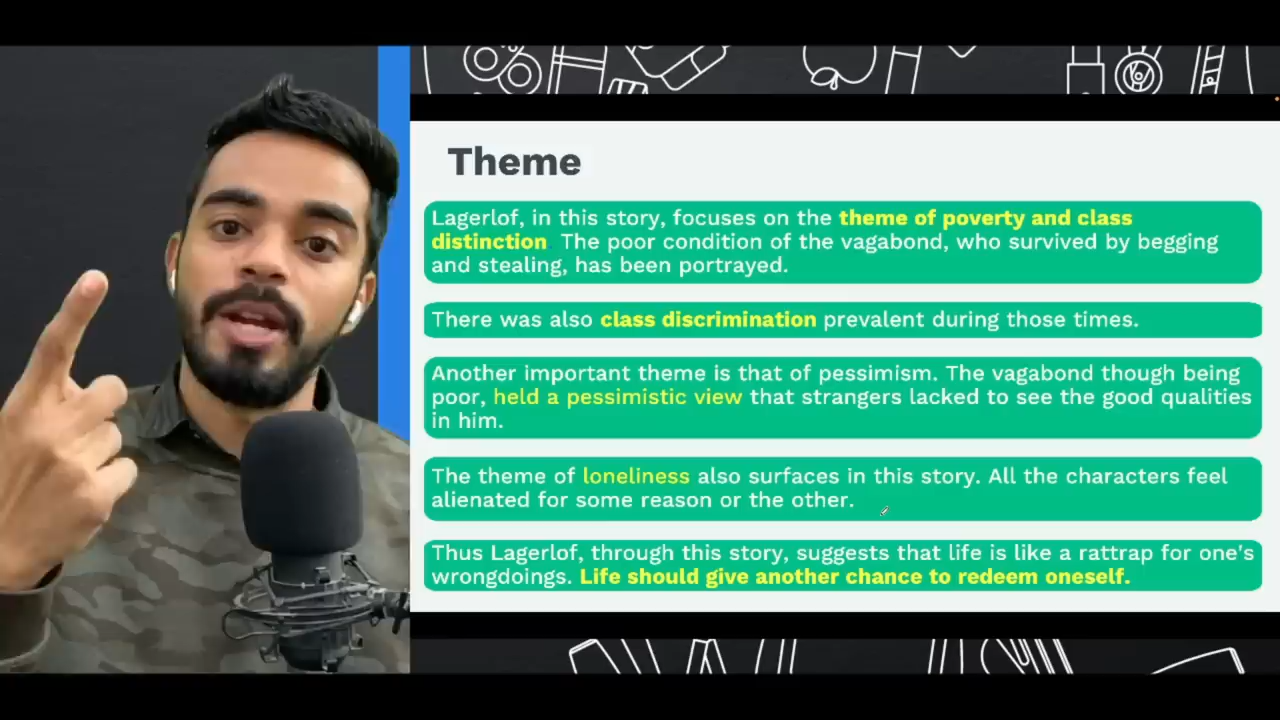 Theme
Lagerlof, in this story, focuses on the theme of poverty and class
distinction. The poor condition of the vagabond, who survived by begging
and stealing, has been portrayed.
There was also class discrimination prevalent during those times.
Another important theme is that of pessimism. The vagabond though being
poor, held a pessimistic view that strangers lacked to see the good qualities
in him.
The theme of loneliness also surfaces in this story. All the characters feel
alienated for some reason or the other.
Thus Lagerlof, through this story, suggests that life is like a rattrap for one's
wrongdoings. Life should give another chance to redeem oneself.